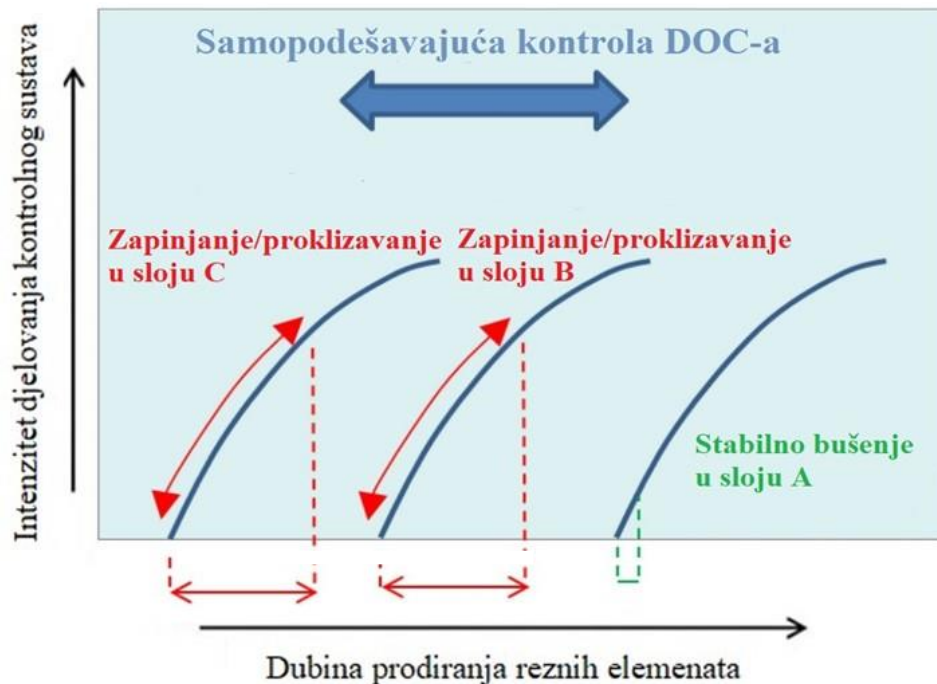 Samopodešavajuća kontrola DOC-a
Intenzitet djelovanja kontrolnog sustava
Zapinjanje/proklizavanje
u sloju C
Zapinjanje/proklizavanje
u sloju B
Stabilno bušenje
u sloju A
Dubina prodiranja reznih elemenata